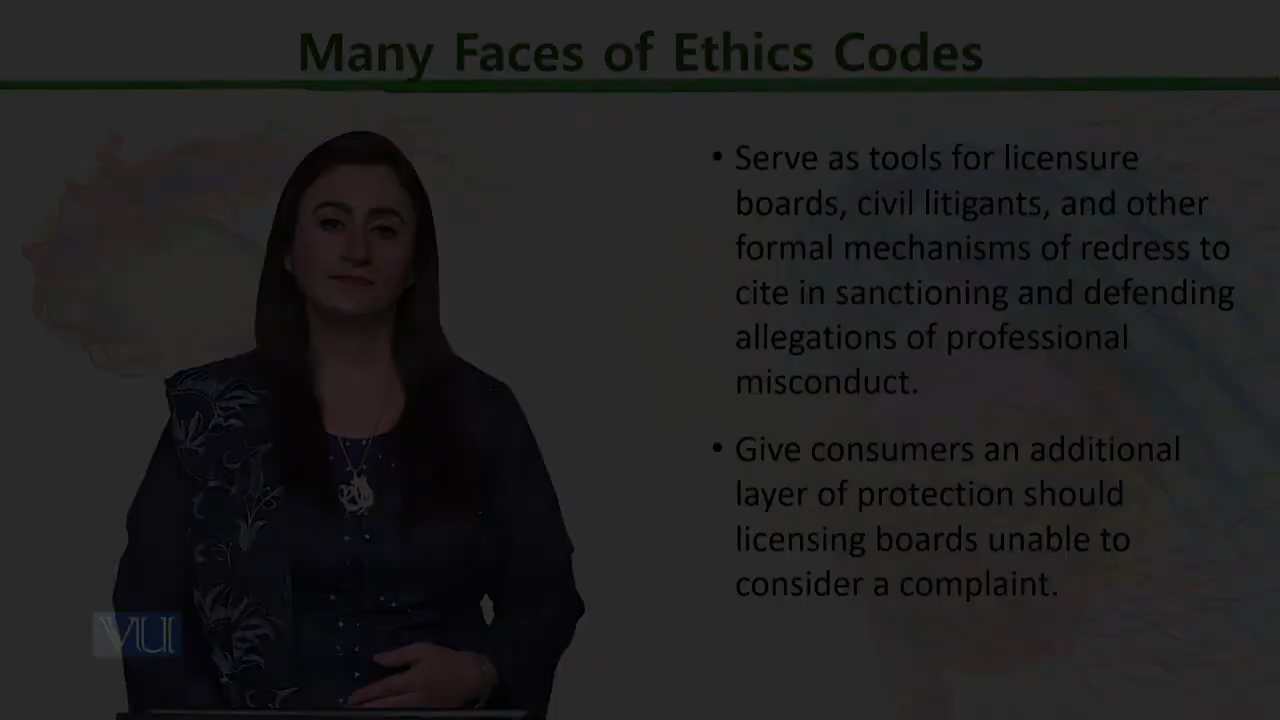 Many Faces of Ethics Codes
• Serve as tools for licensure
boards, civil litigants, and other
formal mechanisms of redress to
cite in sanctioning and defending
allegations of professional
misconduct.
• Give consumers an additional
layer of protection should
licensing boards unable to
consider a complaint.
VU